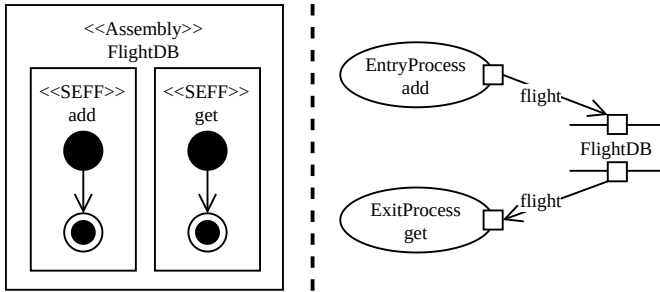 <<Assembly>>
FlightDB
<<SEFF>>
add
<<SEFF>>
get
EntryProcess
add
flight
FlightDB
flight
ExitProcess
get